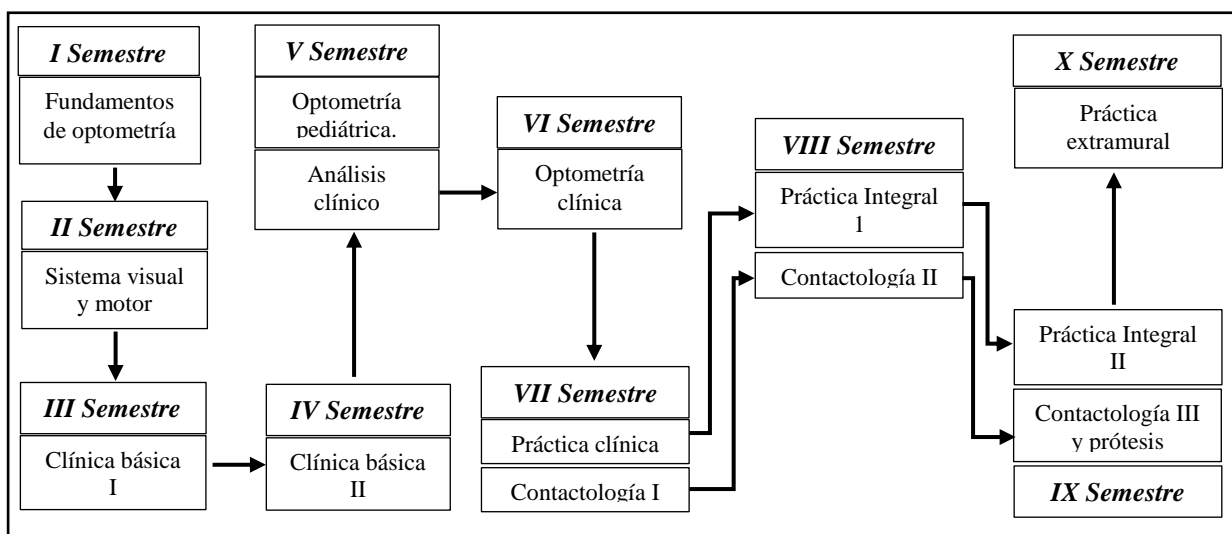 I Semestre
Fundamentos
de optometría
II Semestre
Sistema visual
y motor
III Semestre
Clínica básica
I
IV Semestre
Clínica básica
II
V Semestre
Optometría
pediátrica.
Análisis
clínico
VI Semestre
Optometría
clínica
VII Semestre
Práctica clínica
Contactología I
VIII Semestre
Práctica Integral
1
Contactología II
Práctica Integral
II
Contactología III
y prótesis
IX Semestre
X Semestre
Práctica
extramural